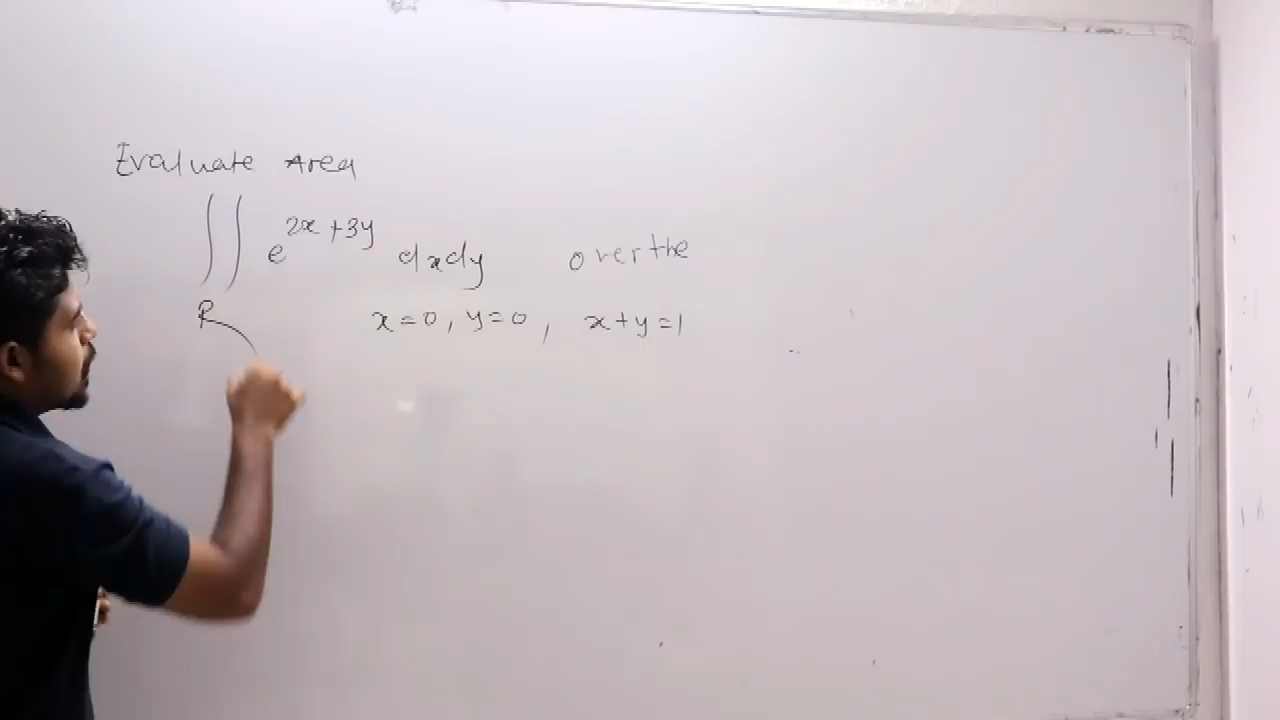 Evaluate Area
∬ e^{2x+3y} dxdy over the
R x=0, y=0, x+y=1